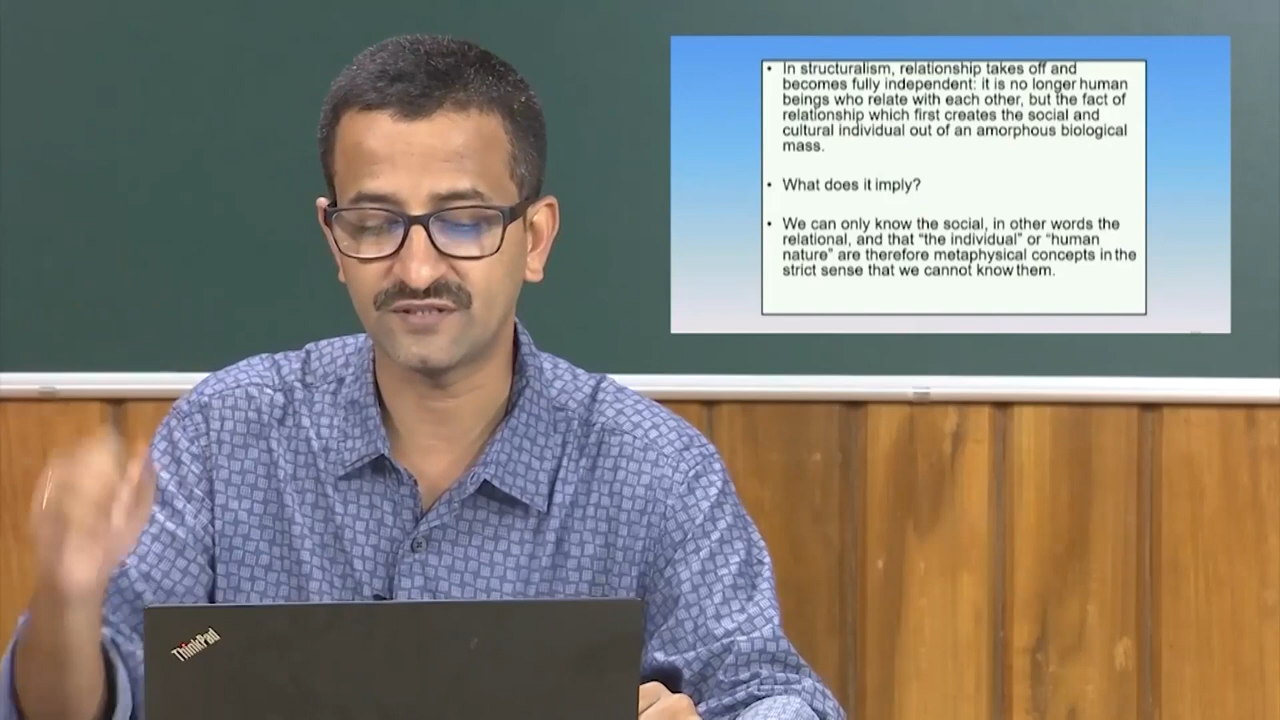 • In structuralism, relationship takes off and
becomes fully independent: it is no longer human
beings who relate with each other, but the fact of
relationship which first creates the social and
cultural individual out of an amorphous biological
mass.
• What does it imply?
• We can only know the social, in other words the
relational, and that “the individual” or “human
nature” are therefore metaphysical concepts in the
strict sense that we cannot know them.
ThinkPad